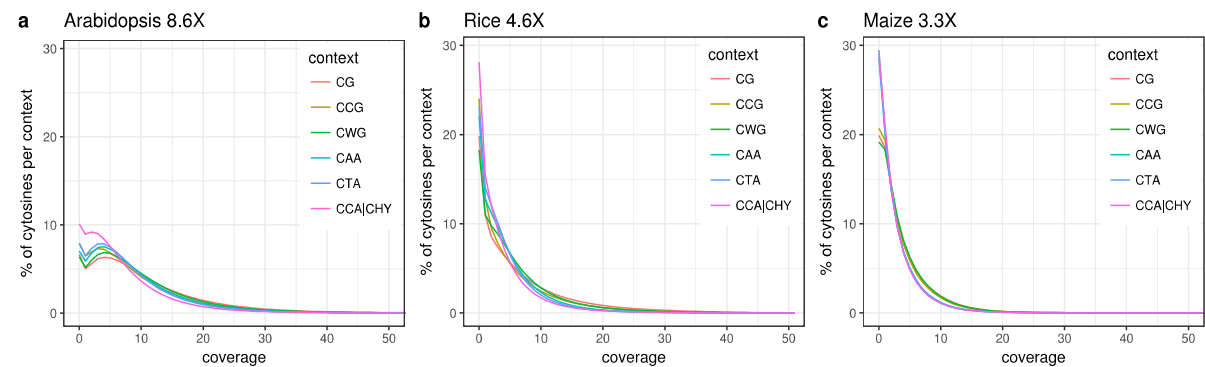 a Arabidopsis 8.6X
% of cytosines per context
30
20
10
0
0 10 20 30 40 50
coverage
context
CG
CCG
CWG
CAA
CTA
CCA|CHY
b Rice 4.6X
% of cytosines per context
30
20
10
0
0 10 20 30 40 50
coverage
context
CG
CCG
CWG
CAA
CTA
CCA|CHY
c Maize 3.3X
% of cytosines per context
30
20
10
0
0 10 20 30 40 50
coverage
context
CG
CCG
CWG
CAA
CTA
CCA|CHY